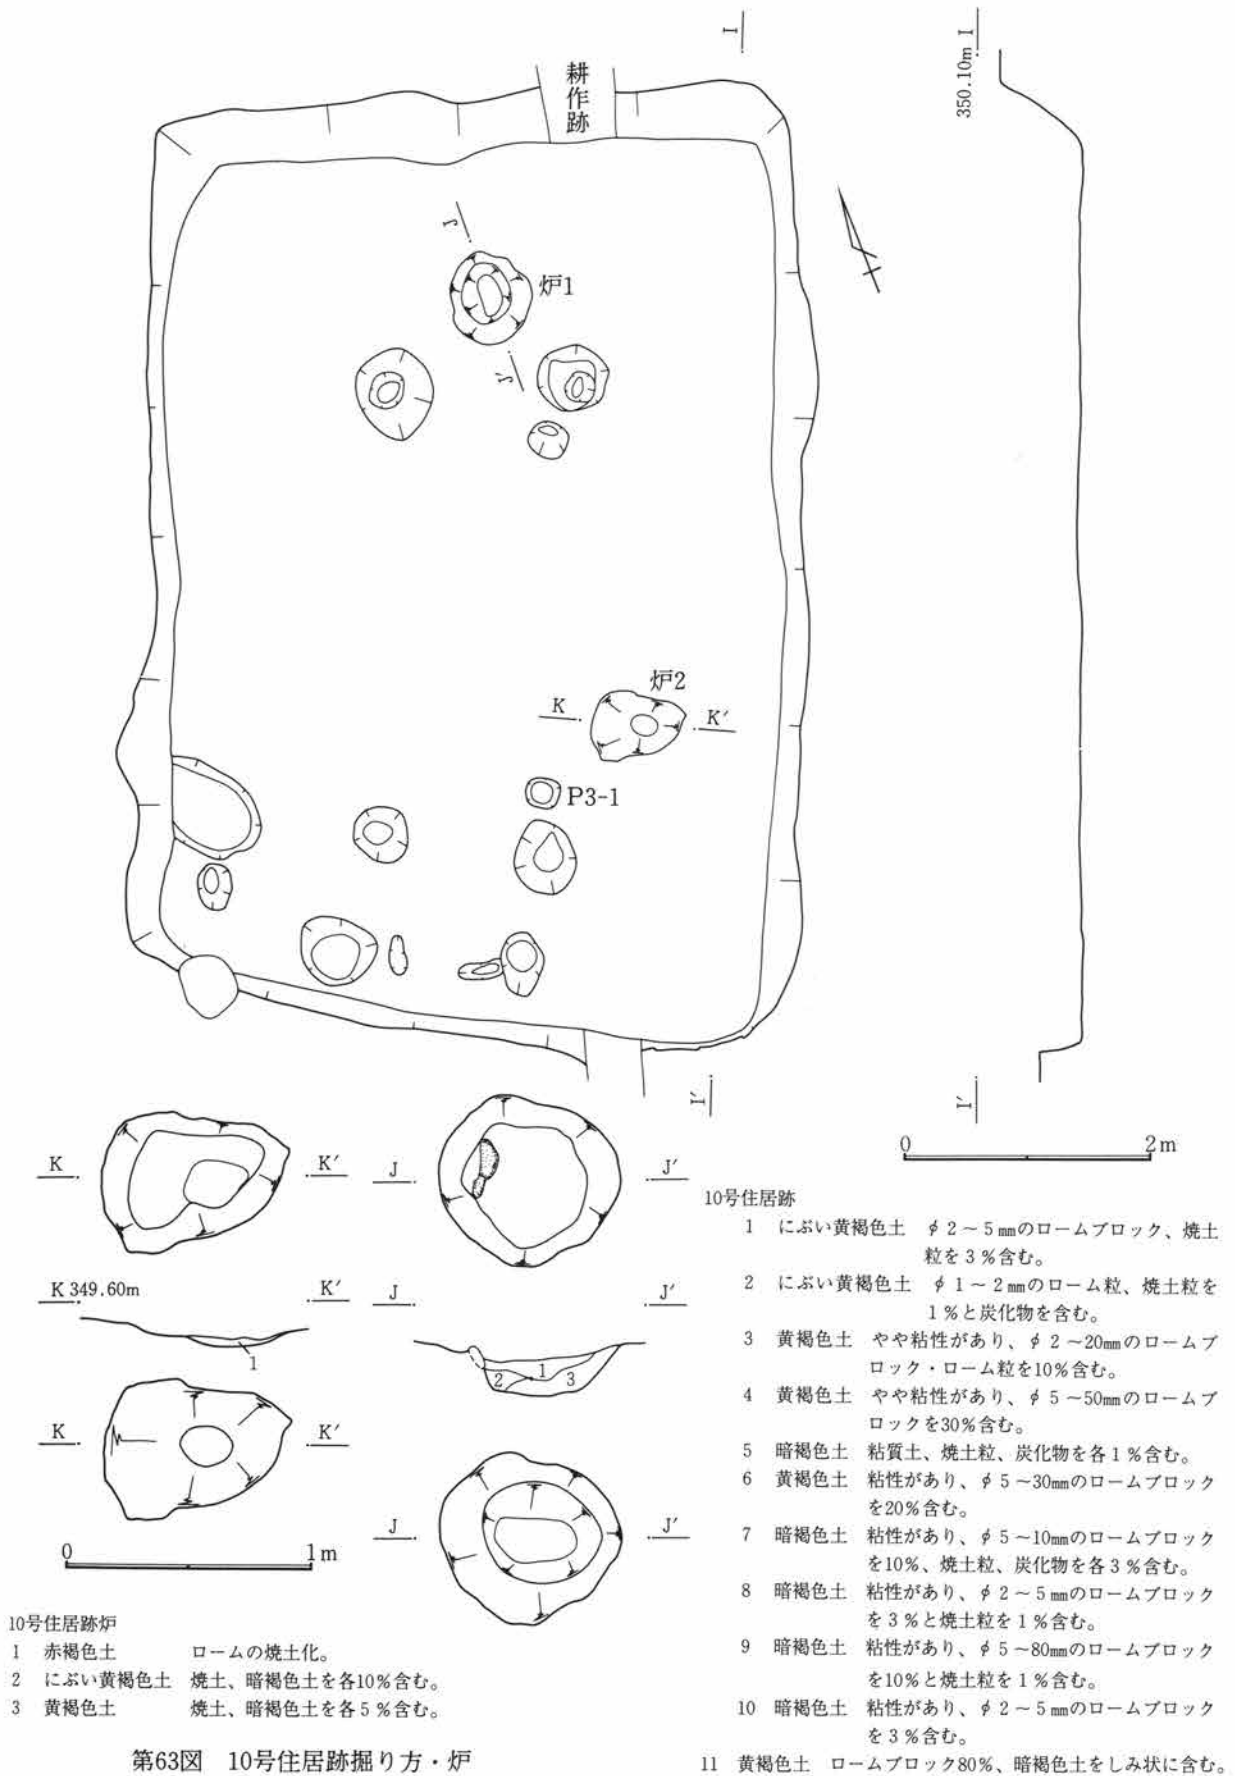 I
350.10m I
耕作跡
J
炉1
J′
炉2
K
K′
P3-1
I′
I′
0 2m
K K′ J J′
K 349.60m K′ J J′
1
1
2
3
K K′
J J′
0 1m
10号住居跡炉
1 赤褐色土 ロームの焼土化。
2 にぶい黄褐色土 焼土、暗褐色土を各10%含む。
3 黄褐色土 焼土、暗褐色土を各5%含む。
第63図 10号住居跡掘り方・炉
10号住居跡
1 にぶい黄褐色土 φ2～5㎜のロームブロック、焼土
粒を3%含む。
2 にぶい黄褐色土 φ1～2㎜のローム粒、焼土粒を
1%と炭化物を含む。
3 黄褐色土 やや粘性があり、φ2～20㎜のロームブ
ロック・ローム粒を10%含む。
4 黄褐色土 やや粘性があり、φ5～50㎜のロームブ
ロックを30%含む。
5 暗褐色土 粘質土、焼土粒、炭化物を各1%含む。
6 黄褐色土 粘性があり、φ5～30㎜のロームブロック
を20%含む。
7 暗褐色土 粘性があり、φ5～10㎜のロームブロック
を10%、焼土粒、炭化物を各3%含む。
8 暗褐色土 粘性があり、φ2～5㎜のロームブロック
を3%と焼土粒を1%含む。
9 暗褐色土 粘性があり、φ5～80㎜のロームブロック
を10%と焼土粒を1%含む。
10 暗褐色土 粘性があり、φ2～5㎜のロームブロック
を3%含む。
11 黄褐色土 ロームブロック80%、暗褐色土をしみ状に含む。